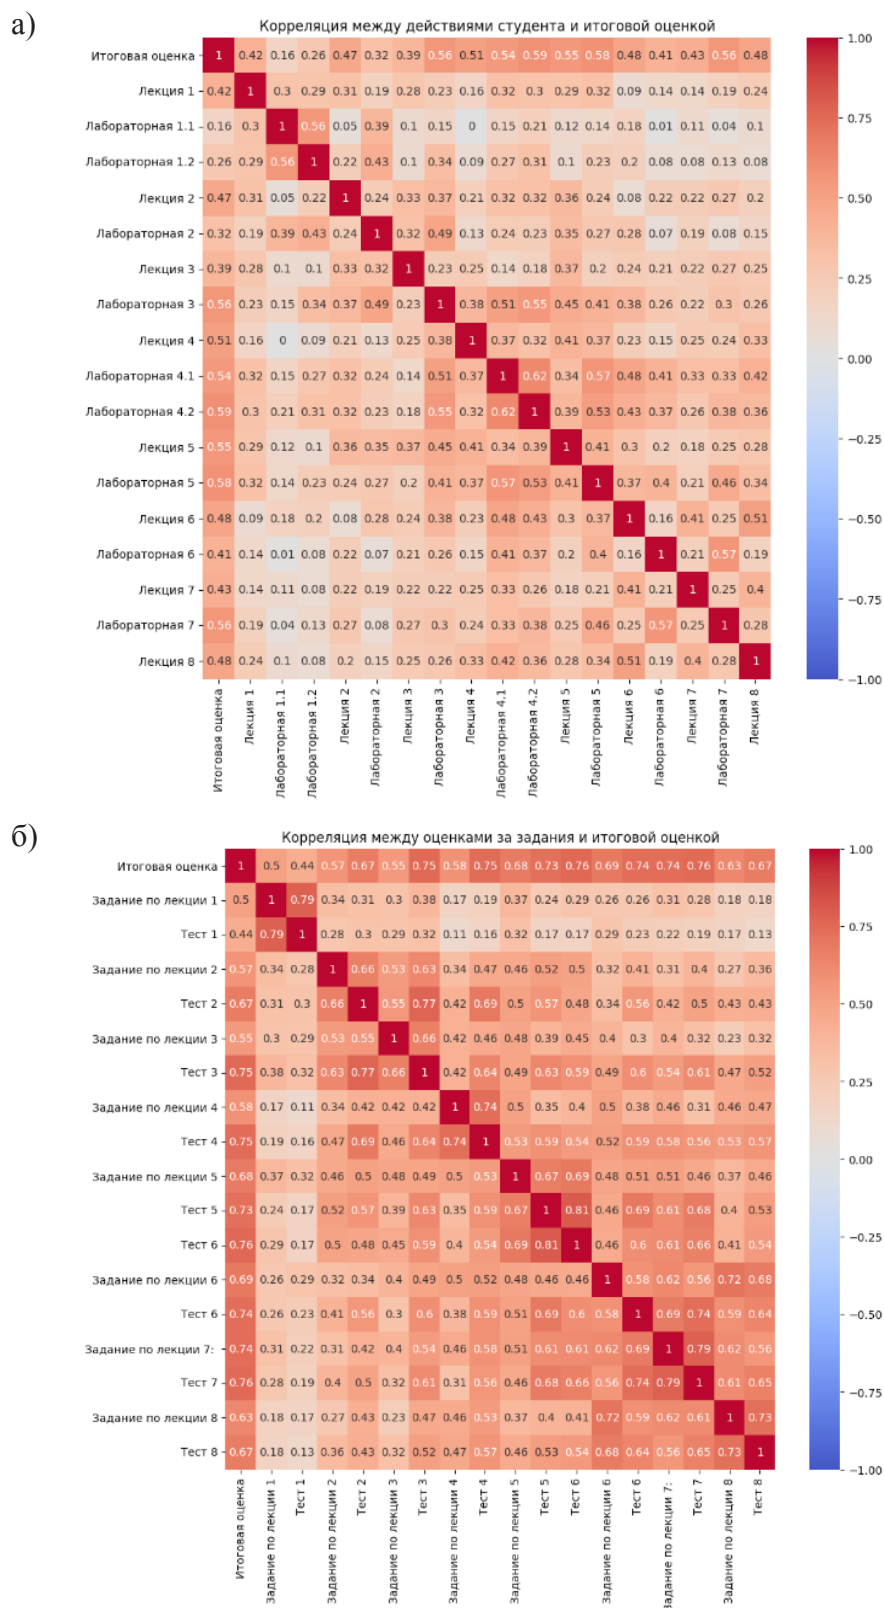 а)
Корреляция между действиями студента и итоговой оценкой
Итоговая оценка 1 0.42 0.16 0.26 0.47 0.32 0.39 0.56 0.51 0.54 0.59 0.55 0.58 0.48 0.41 0.43 0.56 0.48
Лекция 1 0.42 1 0.3 0.29 0.31 0.19 0.28 0.23 0.16 0.32 0.3 0.29 0.32 0.09 0.14 0.14 0.19 0.24
Лабораторная 1.1 0.16 0.3 1 0.56 0.05 0.39 0.1 0.15 0 0.15 0.21 0.12 0.14 0.18 0.01 0.11 0.04 0.1
Лабораторная 1.2 0.26 0.29 0.56 1 0.22 0.43 0.1 0.34 0.09 0.27 0.31 0.1 0.23 0.2 0.08 0.08 0.13 0.08
Лекция 2 0.47 0.31 0.05 0.22 1 0.24 0.33 0.37 0.21 0.32 0.32 0.36 0.24 0.08 0.22 0.22 0.27 0.2
Лабораторная 2 0.32 0.19 0.39 0.43 0.24 1 0.32 0.49 0.13 0.24 0.23 0.35 0.27 0.28 0.07 0.19 0.08 0.15
Лекция 3 0.39 0.28 0.1 0.1 0.33 0.32 1 0.23 0.25 0.14 0.18 0.37 0.2 0.24 0.21 0.22 0.27 0.25
Лабораторная 3 0.56 0.23 0.15 0.34 0.37 0.49 0.23 1 0.38 0.51 0.55 0.45 0.41 0.38 0.26 0.22 0.3 0.26
Лекция 4 0.51 0.16 0 0.09 0.21 0.13 0.25 0.38 1 0.37 0.32 0.41 0.37 0.23 0.15 0.25 0.24 0.33
Лабораторная 4.1 0.54 0.32 0.15 0.27 0.32 0.24 0.14 0.51 0.37 1 0.62 0.34 0.57 0.48 0.41 0.33 0.33 0.42
Лабораторная 4.2 0.59 0.3 0.21 0.31 0.32 0.23 0.18 0.55 0.32 0.62 1 0.39 0.53 0.43 0.37 0.26 0.38 0.36
Лекция 5 0.55 0.29 0.12 0.1 0.36 0.35 0.37 0.45 0.41 0.34 0.39 1 0.41 0.3 0.2 0.18 0.25 0.28
Лабораторная 5 0.58 0.32 0.14 0.23 0.24 0.27 0.2 0.41 0.37 0.57 0.53 0.41 1 0.37 0.4 0.21 0.46 0.34
Лекция 6 0.48 0.09 0.18 0.2 0.08 0.28 0.24 0.38 0.23 0.48 0.43 0.3 0.37 1 0.16 0.41 0.25 0.51
Лабораторная 6 0.41 0.14 0.01 0.08 0.22 0.07 0.21 0.26 0.15 0.41 0.37 0.2 0.4 0.16 1 0.21 0.57 0.19
Лекция 7 0.43 0.14 0.11 0.08 0.22 0.19 0.22 0.22 0.25 0.33 0.26 0.18 0.21 0.41 0.21 1 0.25 0.4
Лабораторная 7 0.56 0.19 0.04 0.13 0.27 0.08 0.27 0.3 0.24 0.33 0.38 0.25 0.46 0.25 0.57 0.25 1 0.28
Лекция 8 0.48 0.24 0.1 0.08 0.2 0.15 0.25 0.26 0.33 0.42 0.36 0.28 0.34 0.51 0.19 0.4 0.28 1
Итоговая оценка
Лекция 1
Лабораторная 1.1
Лабораторная 1.2
Лекция 2
Лабораторная 2
Лекция 3
Лабораторная 3
Лекция 4
Лабораторная 4.1
Лабораторная 4.2
Лекция 5
Лабораторная 5
Лекция 6
Лабораторная 6
Лекция 7
Лабораторная 7
Лекция 8
1.00
0.75
0.50
0.25
0.00
−0.25
−0.50
−0.75
−1.00
б)
Корреляция между оценками за задания и итоговой оценкой
Итоговая оценка 1 0.5 0.44 0.57 0.67 0.55 0.75 0.58 0.75 0.68 0.73 0.76 0.69 0.74 0.74 0.76 0.63 0.67
Задание по лекции 1 0.5 1 0.79 0.34 0.31 0.3 0.38 0.17 0.19 0.37 0.24 0.29 0.26 0.26 0.31 0.28 0.18 0.18
Тест 1 0.44 0.79 1 0.28 0.3 0.29 0.32 0.11 0.16 0.32 0.17 0.17 0.29 0.23 0.22 0.19 0.17 0.13
Задание по лекции 2 0.57 0.34 0.28 1 0.66 0.53 0.63 0.34 0.47 0.46 0.52 0.5 0.32 0.41 0.31 0.4 0.27 0.36
Тест 2 0.67 0.31 0.3 0.66 1 0.55 0.77 0.42 0.69 0.5 0.57 0.48 0.34 0.56 0.42 0.5 0.43 0.43
Задание по лекции 3 0.55 0.3 0.29 0.53 0.55 1 0.66 0.42 0.46 0.48 0.39 0.45 0.4 0.3 0.4 0.32 0.23 0.32
Тест 3 0.75 0.38 0.32 0.63 0.77 0.66 1 0.42 0.64 0.49 0.63 0.59 0.49 0.6 0.54 0.61 0.47 0.52
Задание по лекции 4 0.58 0.17 0.11 0.34 0.42 0.42 0.42 1 0.74 0.5 0.35 0.4 0.5 0.38 0.46 0.31 0.46 0.47
Тест 4 0.75 0.19 0.16 0.47 0.69 0.46 0.64 0.74 1 0.53 0.59 0.54 0.52 0.59 0.58 0.56 0.53 0.57
Задание по лекции 5 0.68 0.37 0.32 0.46 0.5 0.48 0.49 0.5 0.53 1 0.67 0.69 0.48 0.51 0.51 0.46 0.37 0.46
Тест 5 0.73 0.24 0.17 0.52 0.57 0.39 0.63 0.35 0.59 0.67 1 0.81 0.46 0.69 0.61 0.68 0.4 0.53
Тест 6 0.76 0.29 0.17 0.5 0.48 0.45 0.59 0.4 0.54 0.69 0.81 1 0.46 0.6 0.61 0.66 0.41 0.54
Задание по лекции 6 0.69 0.26 0.29 0.32 0.34 0.4 0.49 0.5 0.52 0.48 0.46 0.46 1 0.58 0.62 0.56 0.72 0.68
Тест 6 0.74 0.26 0.23 0.41 0.56 0.3 0.6 0.38 0.59 0.51 0.69 0.6 0.58 1 0.69 0.74 0.59 0.64
Задание по лекции 7: 0.74 0.31 0.22 0.31 0.42 0.4 0.54 0.46 0.58 0.51 0.61 0.61 0.62 0.69 1 0.79 0.62 0.56
Тест 7 0.76 0.28 0.19 0.4 0.5 0.32 0.61 0.31 0.56 0.46 0.68 0.66 0.56 0.74 0.79 1 0.61 0.65
Задание по лекции 8 0.63 0.18 0.17 0.27 0.43 0.23 0.47 0.46 0.53 0.37 0.4 0.41 0.72 0.59 0.62 0.61 1 0.73
Тест 8 0.67 0.18 0.13 0.36 0.43 0.32 0.52 0.47 0.57 0.46 0.53 0.54 0.68 0.64 0.56 0.65 0.73 1
Итоговая оценка
Задание по лекции 1
Тест 1
Задание по лекции 2
Тест 2
Задание по лекции 3
Тест 3
Задание по лекции 4
Тест 4
Задание по лекции 5
Тест 5
Тест 6
Задание по лекции 6
Тест 6
Задание по лекции 7:
Тест 7
Задание по лекции 8
Тест 8
1.00
0.75
0.50
0.25
0.00
−0.25
−0.50
−0.75
−1.00